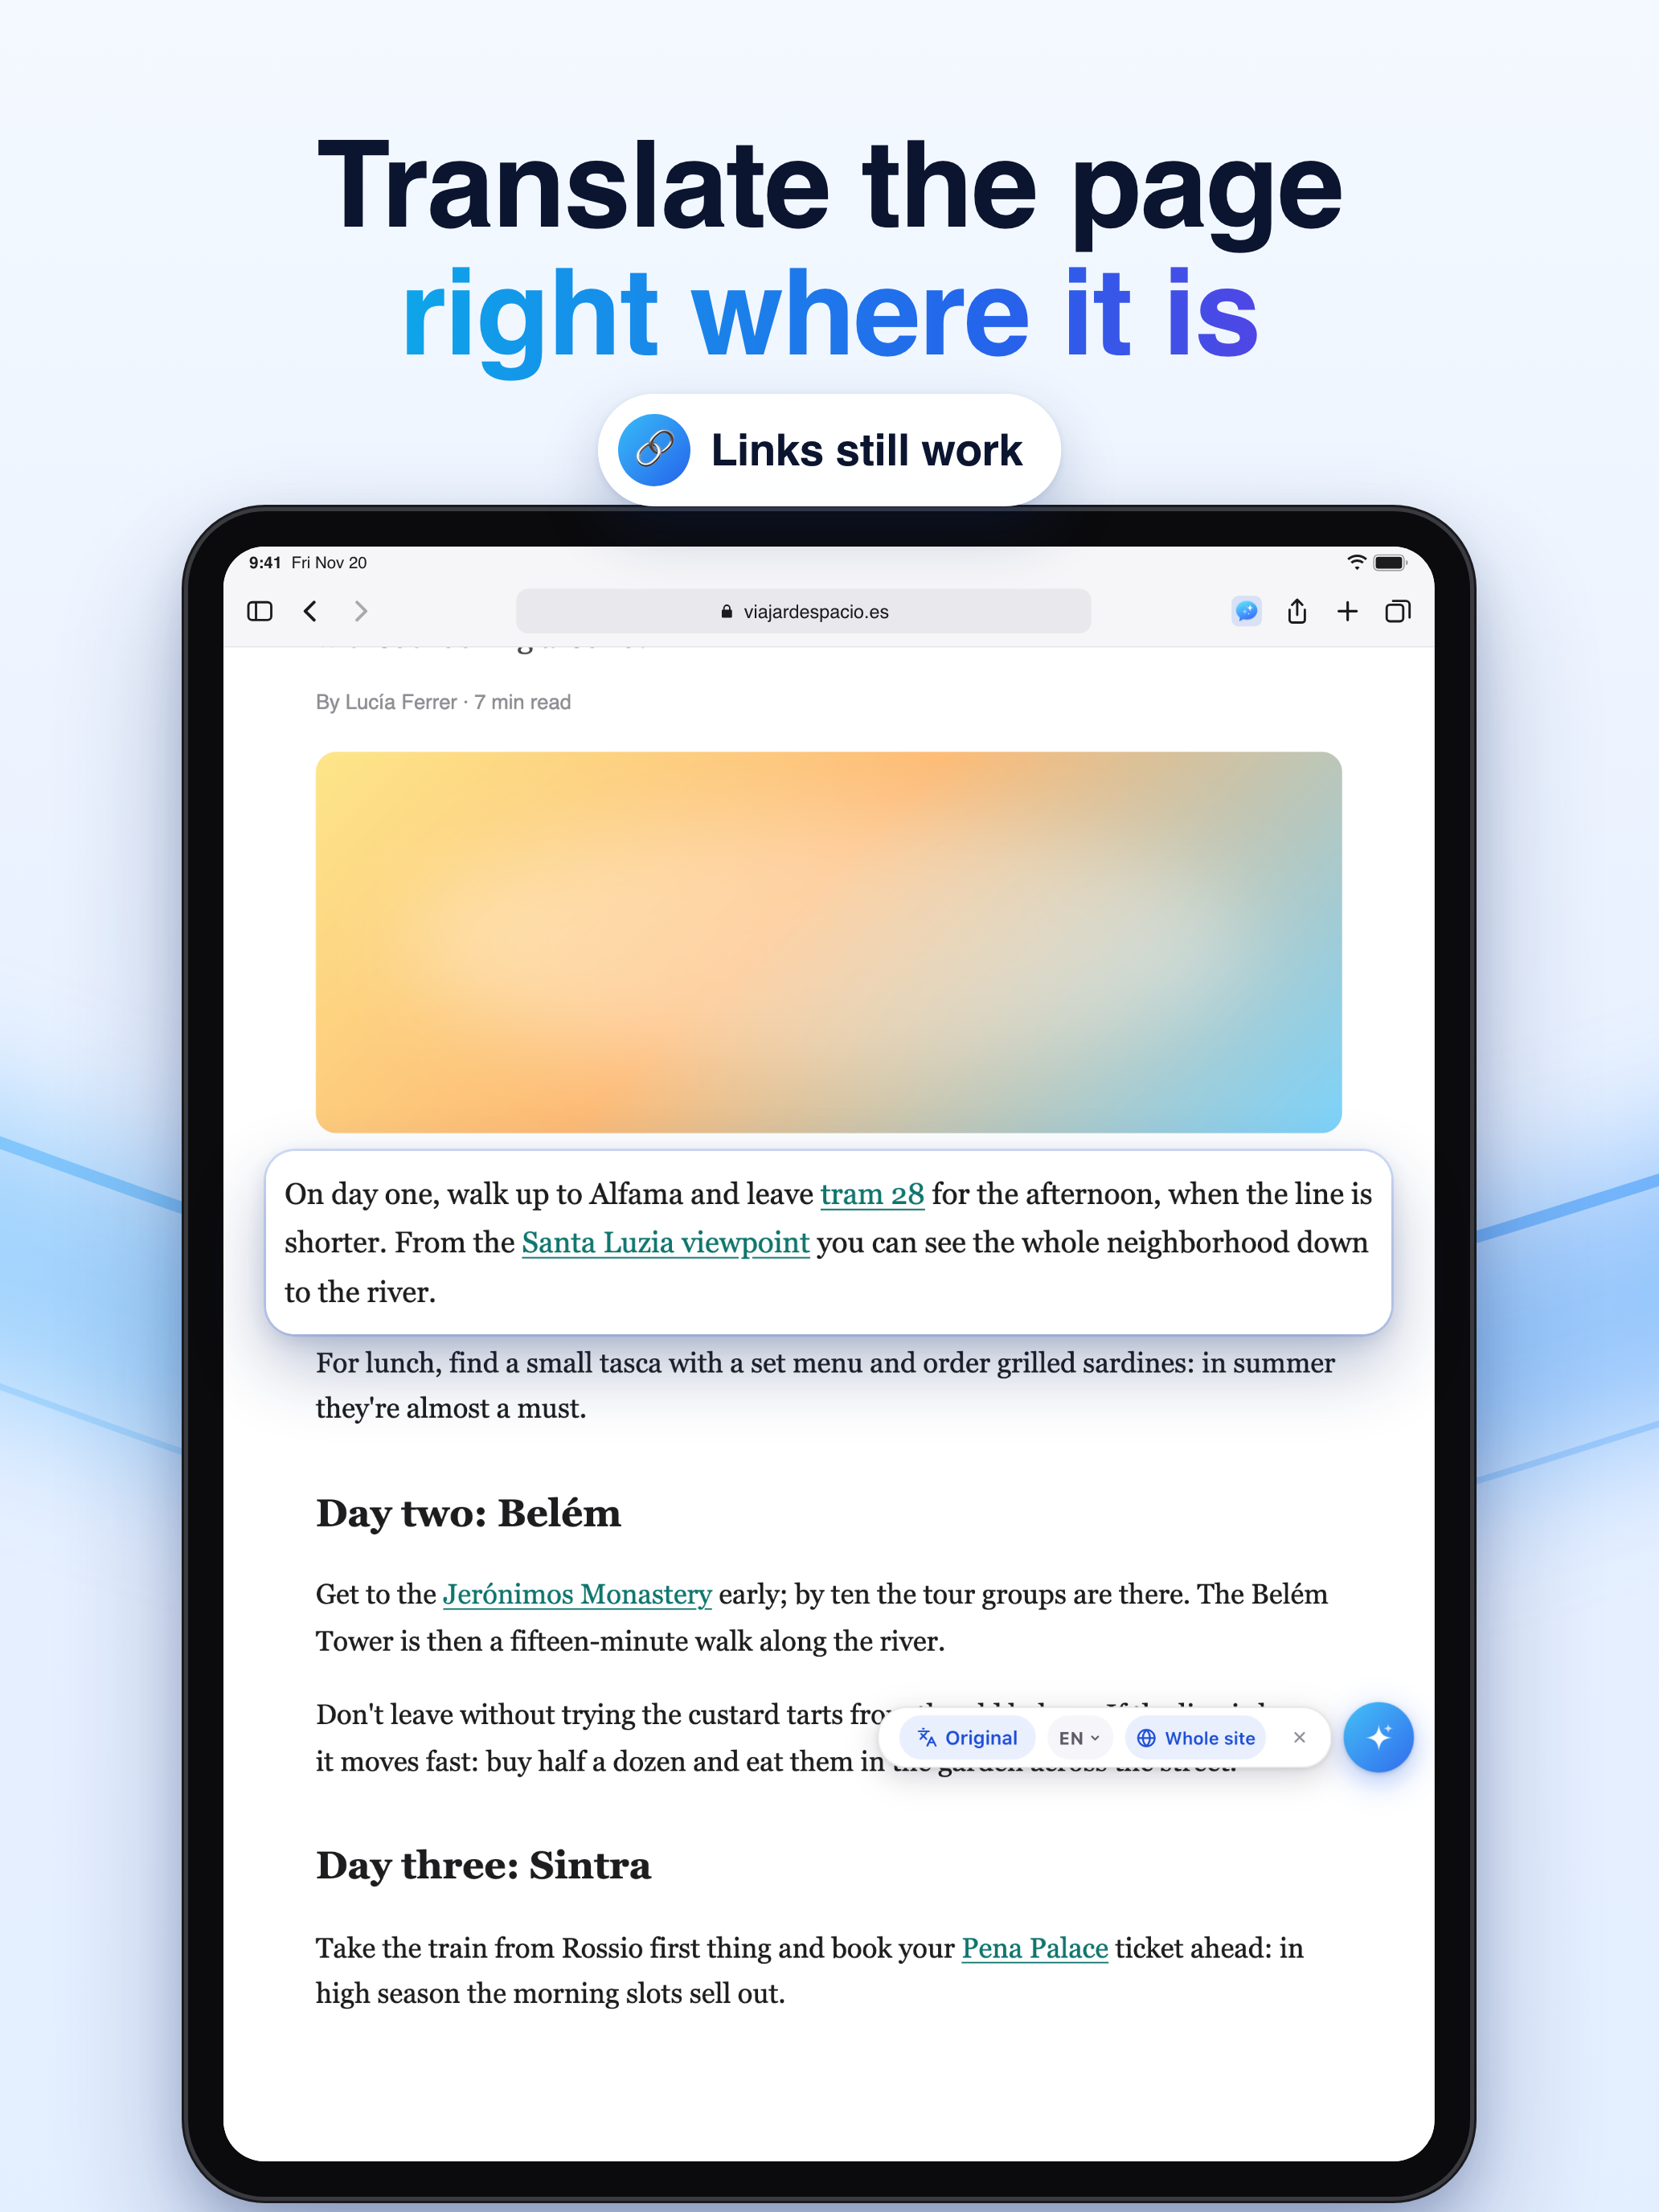 Translate the page
right where it is
Links still work
9:41 Fri Nov 20
viajardespacio.es
By Lucía Ferrer · 7 min read
On day one, walk up to Alfama and leave tram 28 for the afternoon, when the line is
shorter. From the Santa Luzia viewpoint you can see the whole neighborhood down
to the river.
For lunch, find a small tasca with a set menu and order grilled sardines: in summer
they're almost a must.
Day two: Belém
Get to the Jerónimos Monastery early; by ten the tour groups are there. The Belém
Tower is then a fifteen-minute walk along the river.
Don't leave without trying the custard tarts
it moves fast: buy half a dozen and eat them in the garden across the street.
Original EN Whole site
Day three: Sintra
Take the train from Rossio first thing and book your Pena Palace ticket ahead: in
high season the morning slots sell out.